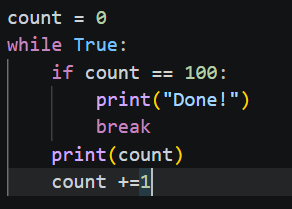 count = 0
while True:
    if count == 100:
        print("Done!")
        break
    print(count)
    count +=1